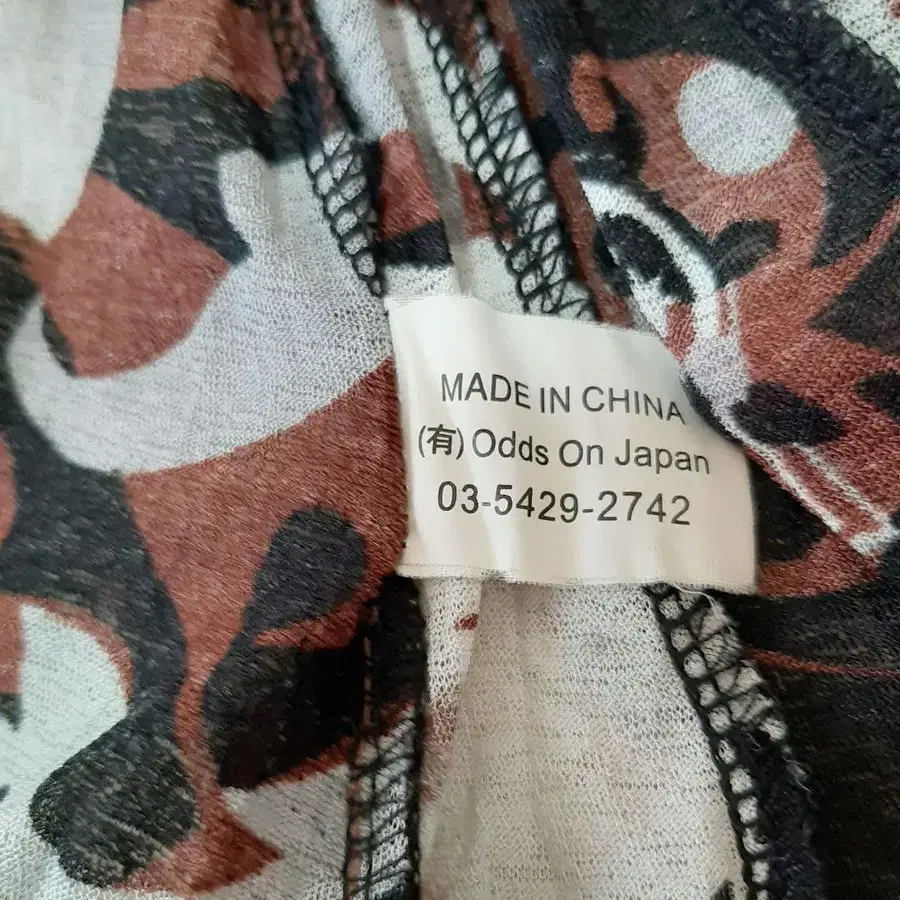 MADE IN CHINA
(有) Odds On Japan
03-5429-2742